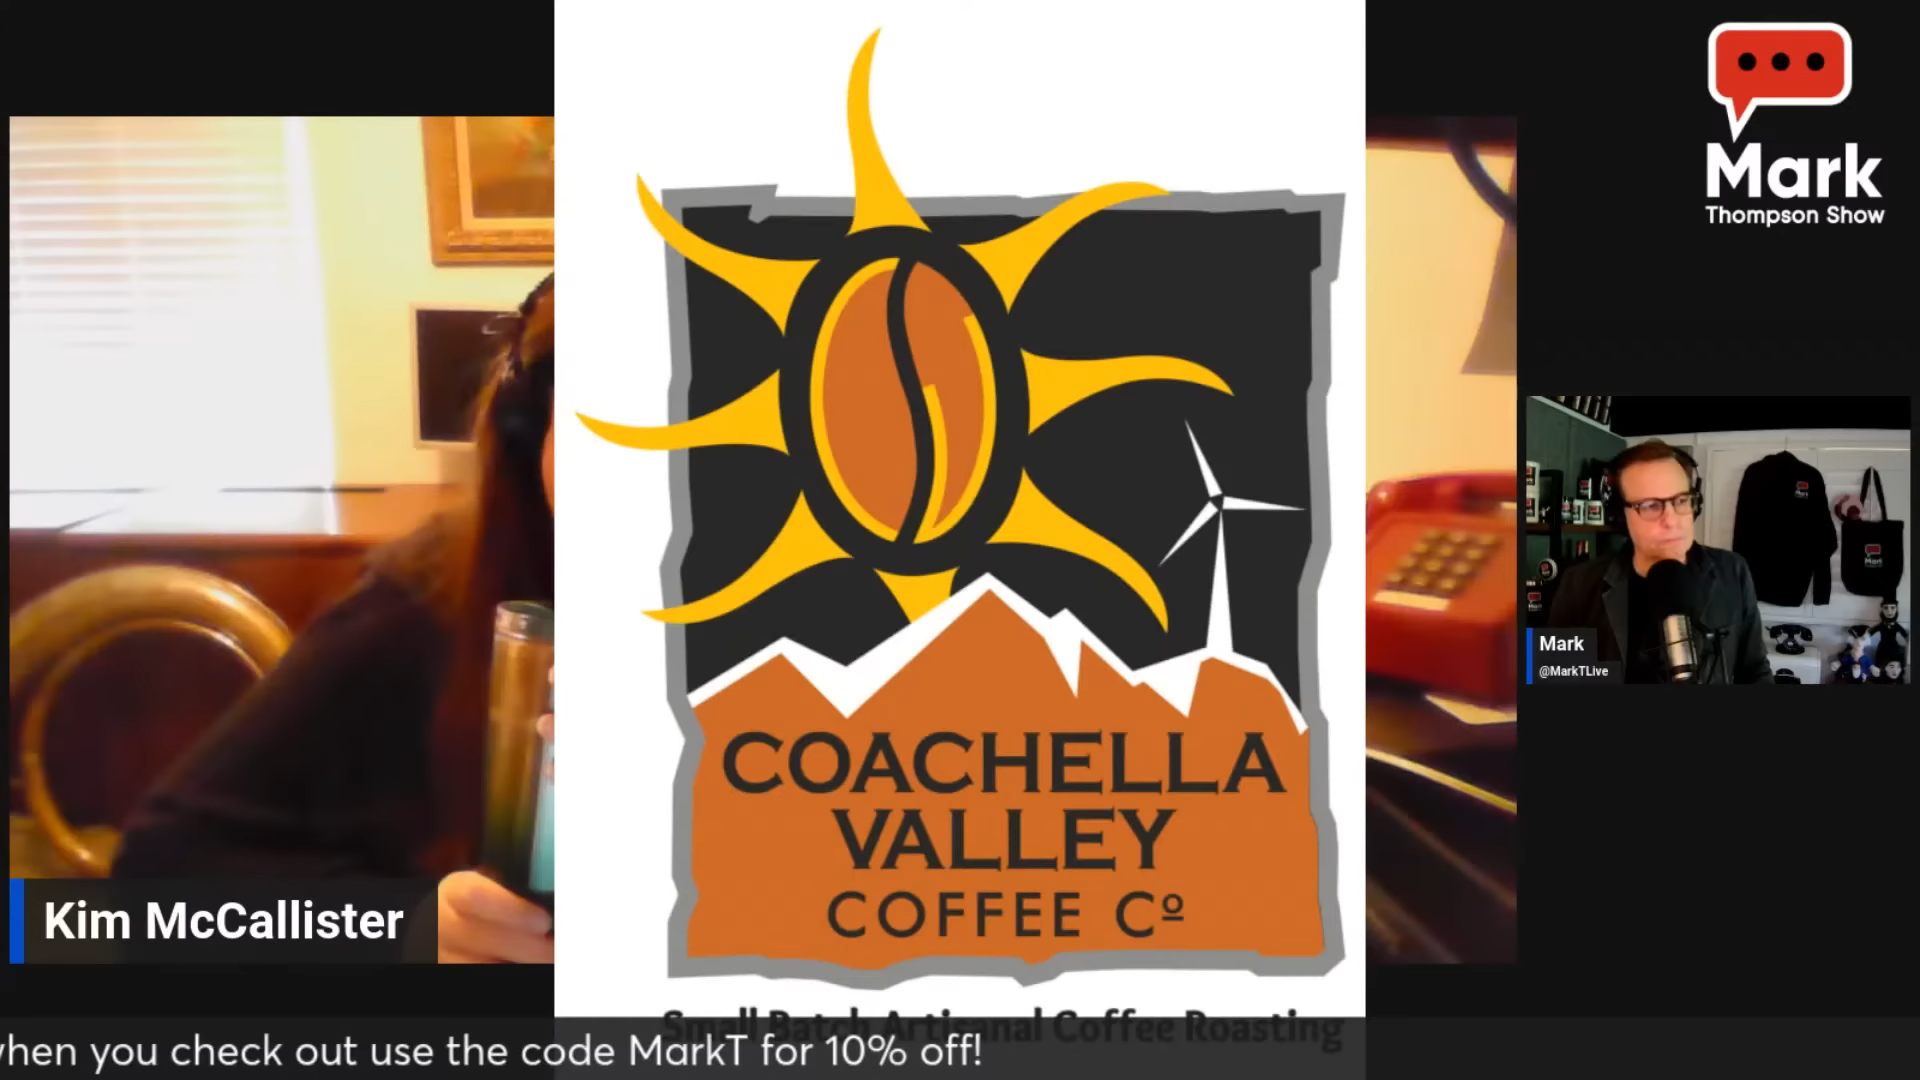 Mark
Thompson Show
Mark
@MarkTLive
COACHELLA
VALLEY
COFFEE Cº
Kim McCallister
Small Batch Artisanal Coffee Roasting
when you check out use the code MarkT for 10% off!